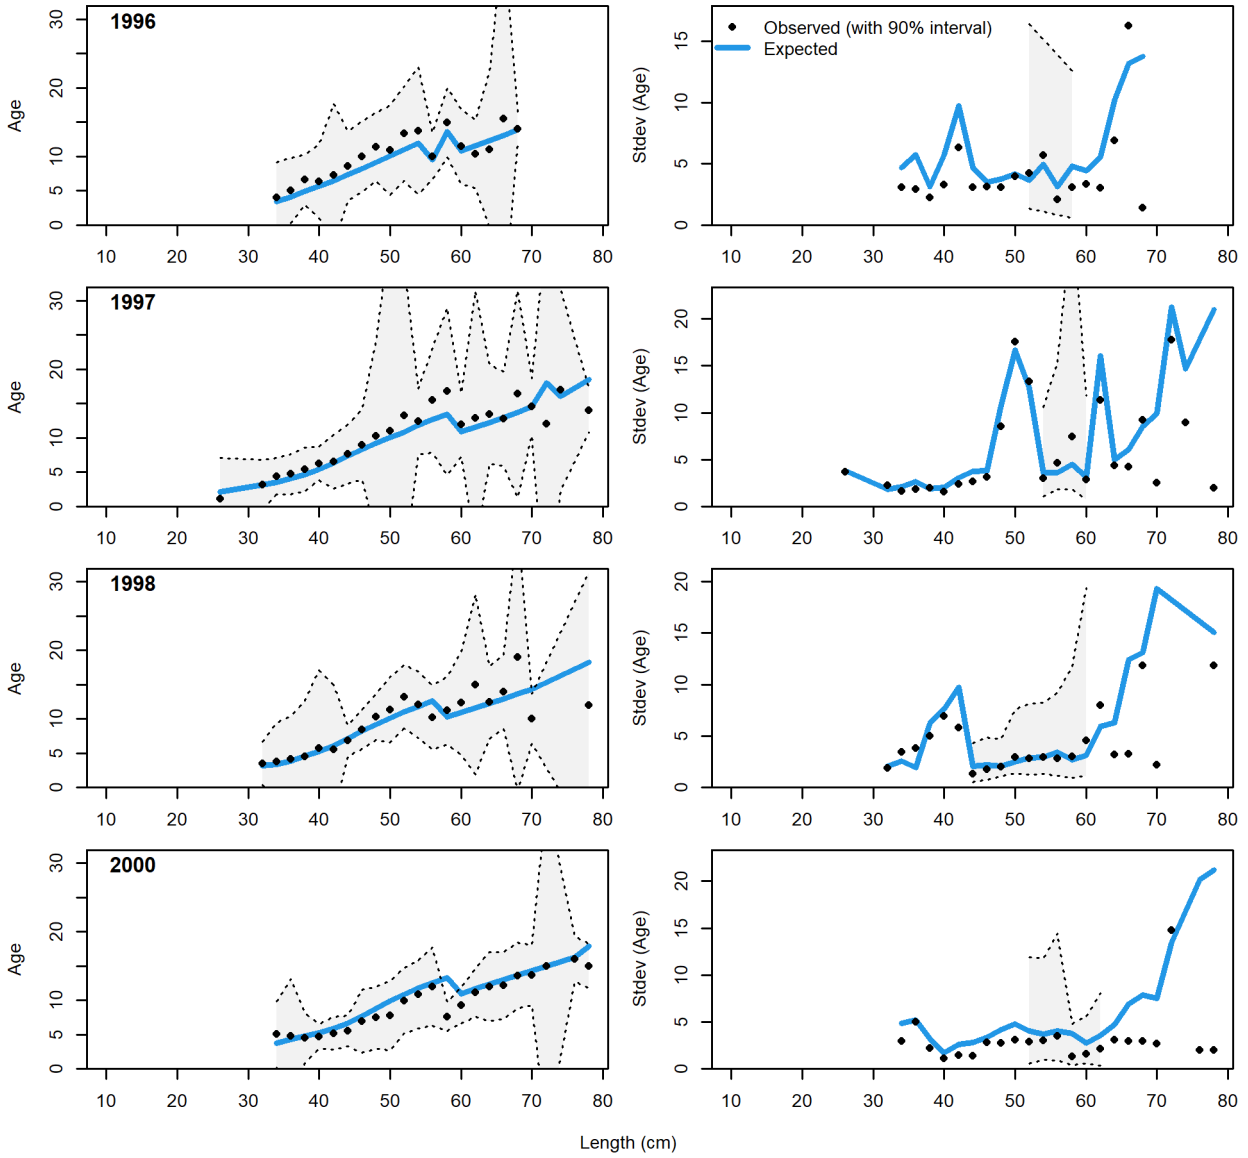 1996
Age
0 5 10 20 30
10 20 30 40 50 60 70 80
Observed (with 90% interval)
Expected
Stdev (Age)
0 5 10 15
10 20 30 40 50 60 70 80
1997
Age
0 5 10 20 30
10 20 30 40 50 60 70 80
Stdev (Age)
0 5 10 15 20
10 20 30 40 50 60 70 80
1998
Age
0 5 10 20 30
10 20 30 40 50 60 70 80
Stdev (Age)
0 5 10 15 20
10 20 30 40 50 60 70 80
2000
Age
0 5 10 20 30
10 20 30 40 50 60 70 80
Stdev (Age)
0 5 10 15 20
10 20 30 40 50 60 70 80
Length (cm)